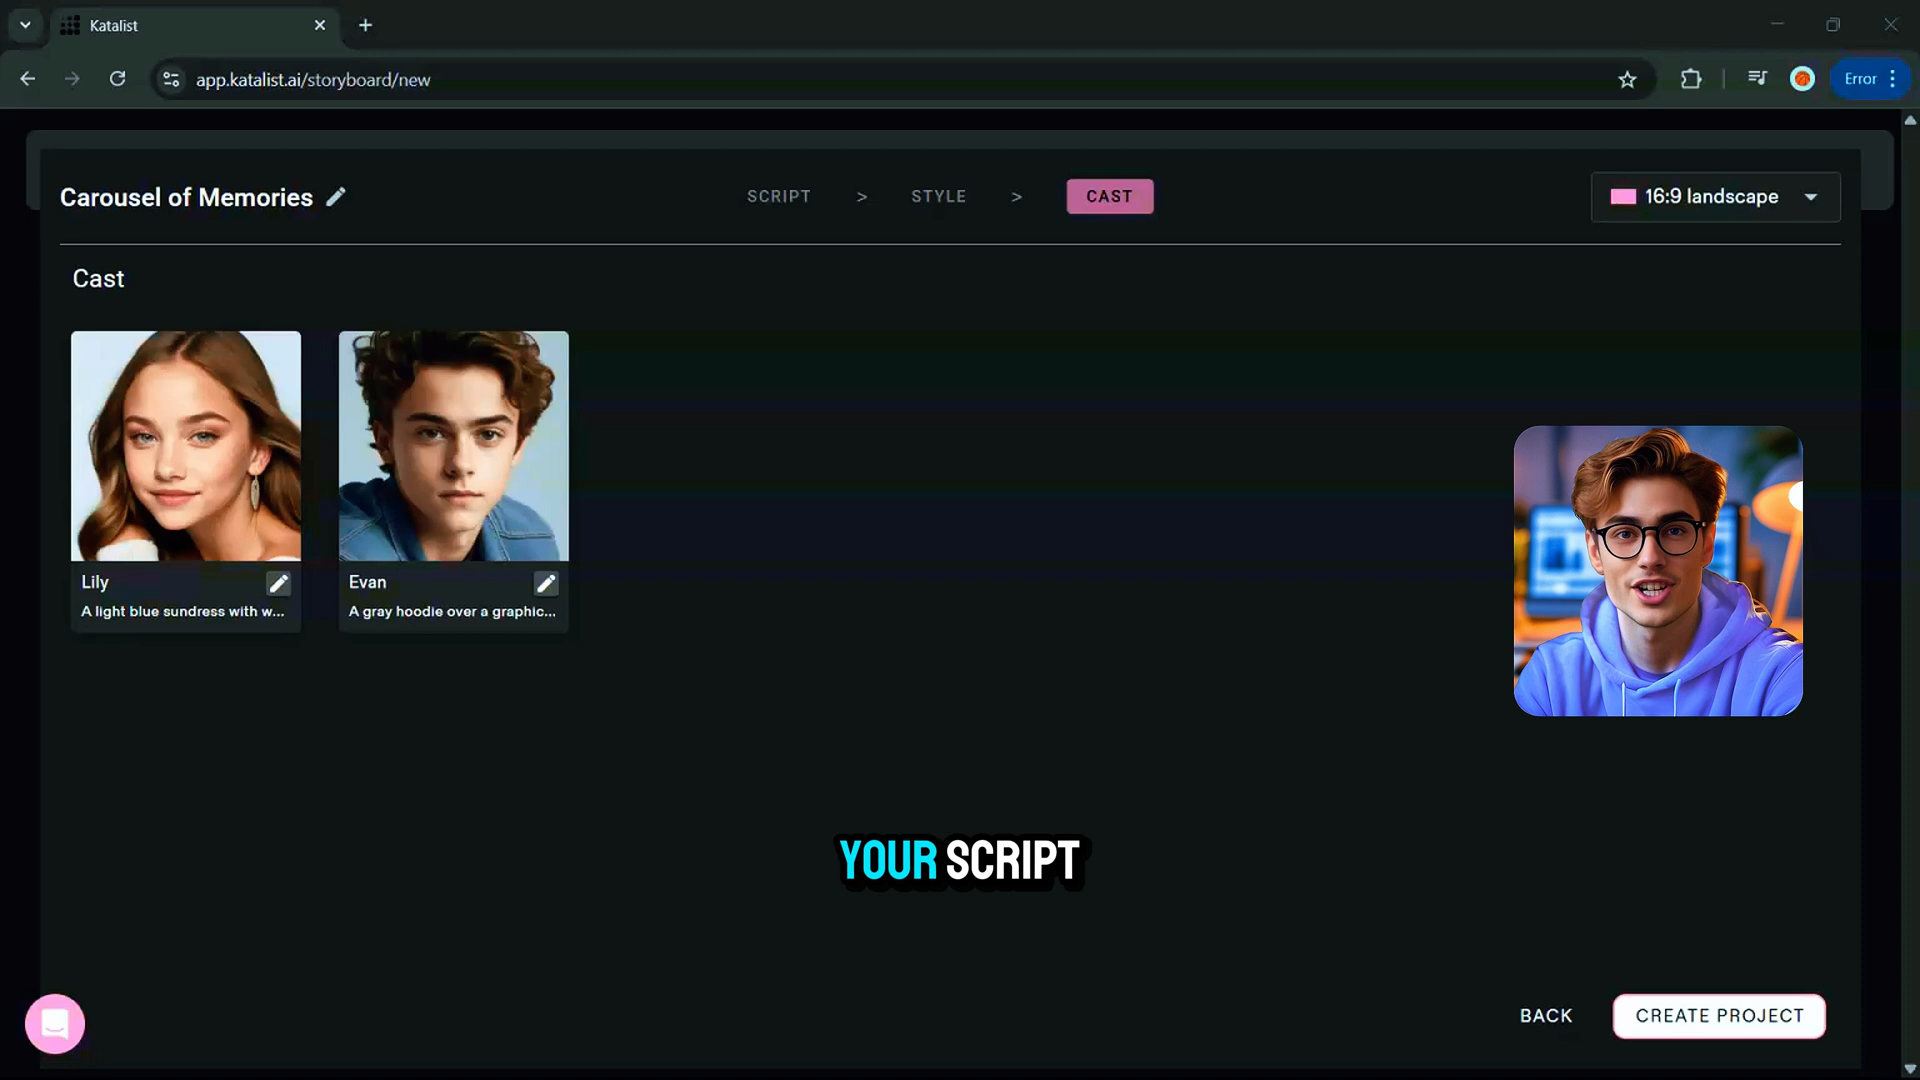 Katalist
app.katalist.ai/storyboard/new
Error
Carousel of Memories
SCRIPT > STYLE > CAST
16:9 landscape
Cast
Lily
A light blue sundress with w...
Evan
A gray hoodie over a graphic...
YOUR SCRIPT
BACK
CREATE PROJECT